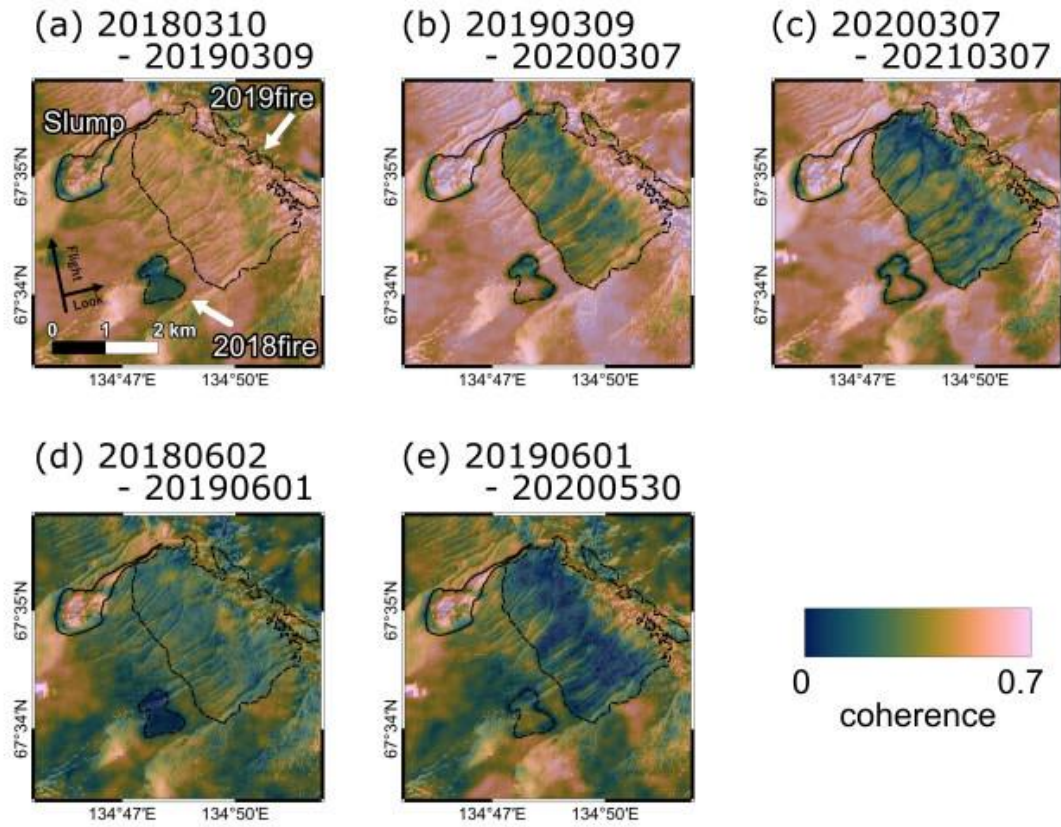 (a) 20180310
- 20190309
(b) 20190309
- 20200307
(c) 20200307
- 20210307
2019fire
Slump
67°35'N
67°34'N
Flight
Look
0 1 2 km
2018fire
134°47'E 134°50'E
67°35'N
67°34'N
134°47'E 134°50'E
67°35'N
67°34'N
134°47'E 134°50'E
(d) 20180602
- 20190601
(e) 20190601
- 20200530
67°35'N
67°34'N
134°47'E 134°50'E
67°35'N
67°34'N
134°47'E 134°50'E
0 0.7
coherence